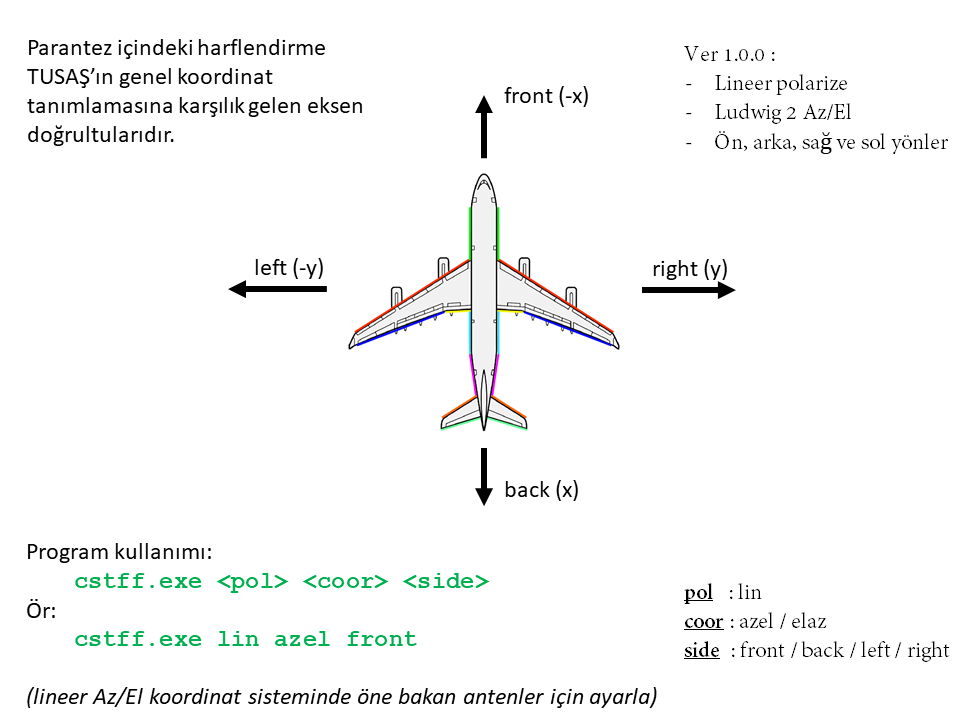 Parantez içindeki harflendirme
TUSAŞ’ın genel koordinat
tanımlamasına karşılık gelen eksen
doğrultularıdır.
Ver 1.0.0 :
- Lineer polarize
- Ludwig 2 Az/El
- Ön, arka, sağ ve sol yönler
front (-x)
left (-y)
right (y)
back (x)
Program kullanımı:
cstff.exe <pol> <coor> <side>
Ör:
cstff.exe lin azel front
(lineer Az/El koordinat sisteminde öne bakan antenler için ayarla)
pol : lin
coor : azel / elaz
side : front / back / left / right